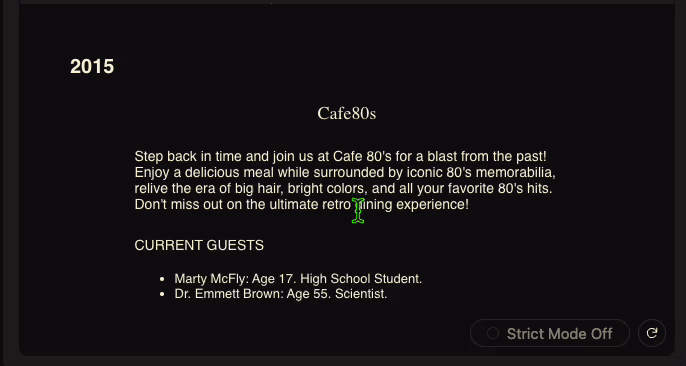 2015
Cafe80s
Step back in time and join us at Cafe 80's for a blast from the past!
Enjoy a delicious meal while surrounded by iconic 80's memorabilia,
relive the era of big hair, bright colors, and all your favorite 80's hits.
Don't miss out on the ultimate retro dining experience!
CURRENT GUESTS
• Marty McFly: Age 17. High School Student.
• Dr. Emmett Brown: Age 55. Scientist.
Strict Mode Off